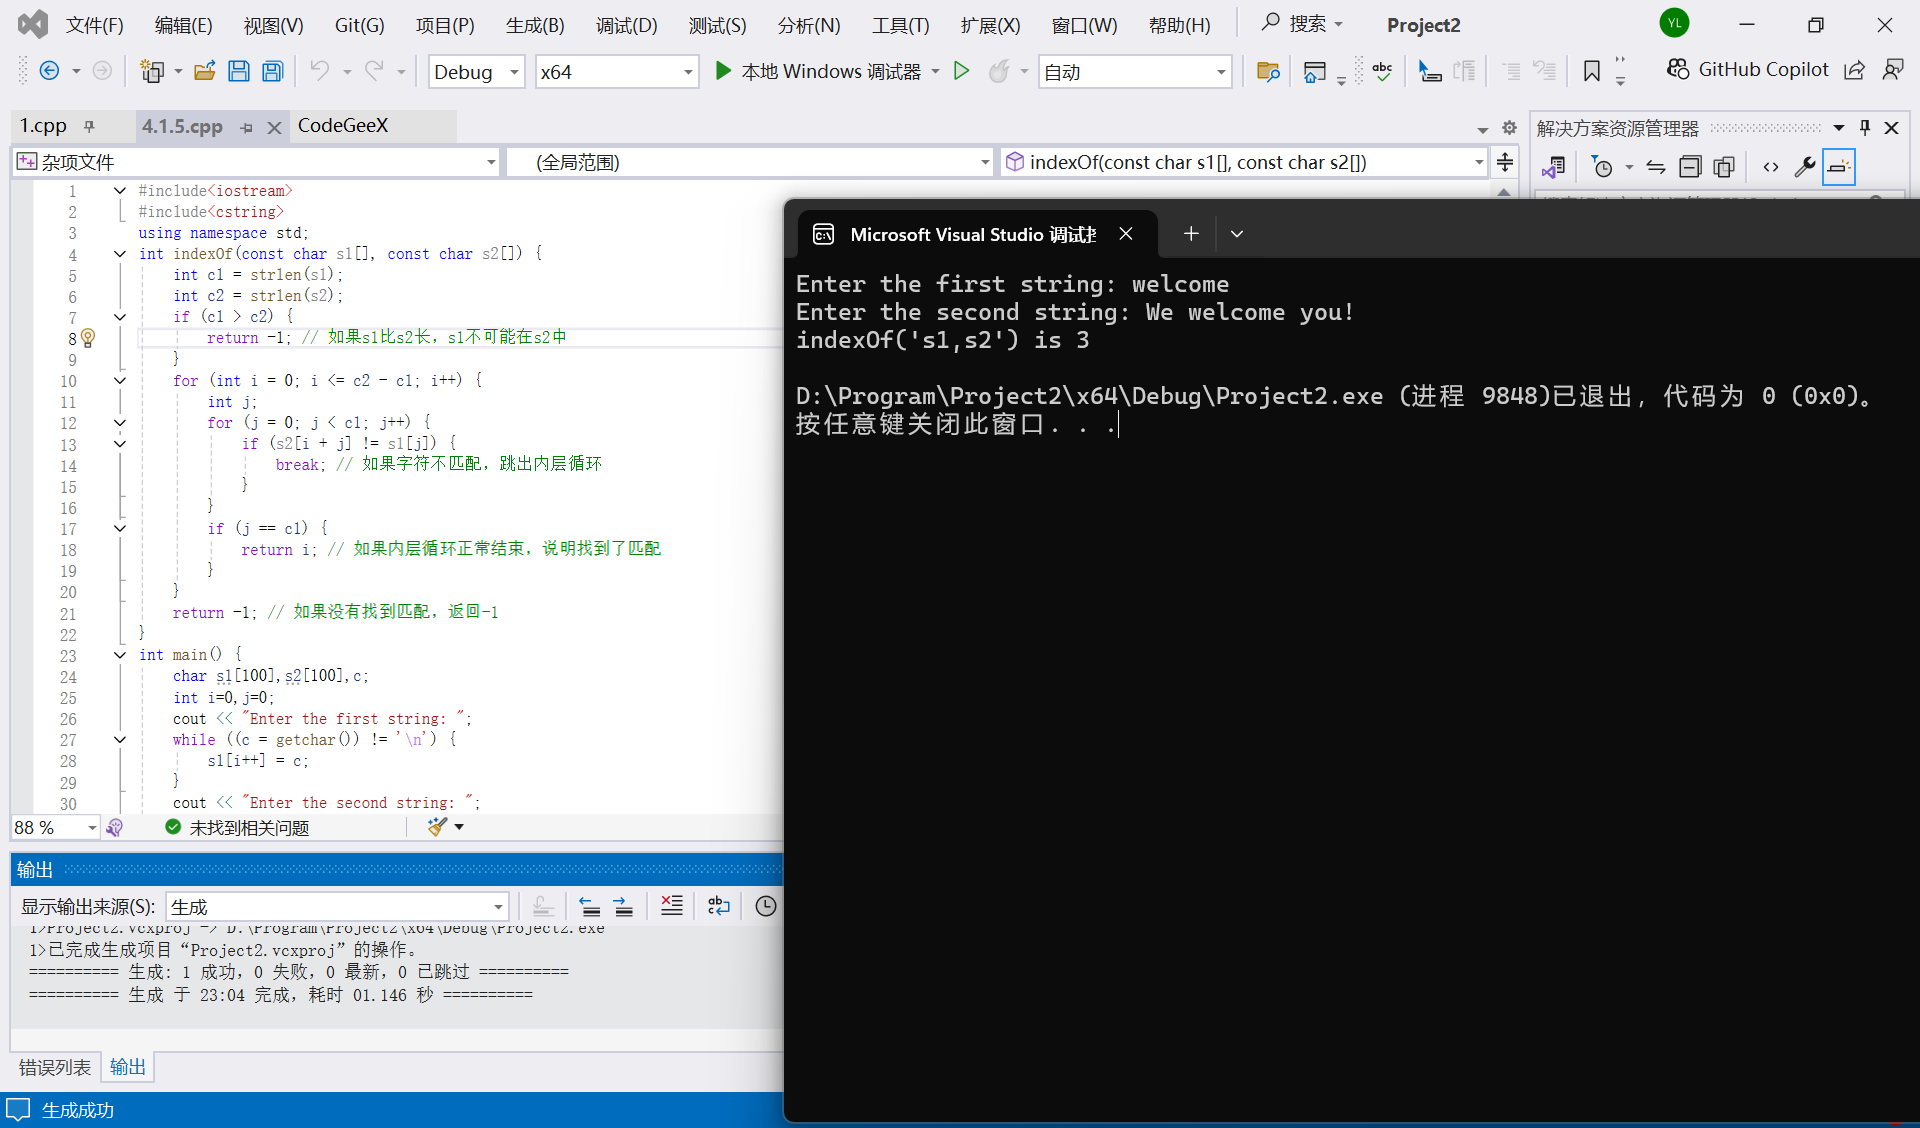 文件(F) 编辑(E) 视图(V) Git(G) 项目(P) 生成(B) 调试(D) 测试(S) 分析(N) 工具(T) 扩展(X) 窗口(W) 帮助(H) 搜索 Project2 YL
Debug x64 本地 Windows 调试器 自动 abc GitHub Copilot
1.cpp 4.1.5.cpp CodeGeeX
杂项文件 (全局范围) indexOf(const char s1[], const char s2[])
1 #include<iostream>
2 #include<cstring>
3 using namespace std;
4 int indexOf(const char s1[], const char s2[]) {
5 int c1 = strlen(s1);
6 int c2 = strlen(s2);
7 if (c1 > c2) {
8 return -1; // 如果s1比s2长，s1不可能在s2中
9 }
10 for (int i = 0; i <= c2 - c1; i++) {
11 int j;
12 for (j = 0; j < c1; j++) {
13 if (s2[i + j] != s1[j]) {
14 break; // 如果字符不匹配，跳出内层循环
15 }
16 }
17 if (j == c1) {
18 return i; // 如果内层循环正常结束，说明找到了匹配
19 }
20 }
21 return -1; // 如果没有找到匹配，返回-1
22 }
23 int main() {
24 char s1[100],s2[100],c;
25 int i=0,j=0;
26 cout << "Enter the first string: ";
27 while ((c = getchar()) != '\n') {
28 s1[i++] = c;
29 }
30 cout << "Enter the second string: ";
88 % 未找到相关问题
输出
显示输出来源(S): 生成
1>Project2.vcxproj -> D:\Program\Project2\x64\Debug\Project2.exe
1>已完成生成项目“Project2.vcxproj”的操作。
========== 生成: 1 成功，0 失败，0 最新，0 已跳过 ==========
========== 生成 于 23:04 完成，耗时 01.146 秒 ==========
错误列表 输出
生成成功
解决方案资源管理器
Microsoft Visual Studio 调试
Enter the first string: welcome
Enter the second string: We welcome you!
indexOf('s1,s2') is 3
D:\Program\Project2\x64\Debug\Project2.exe (进程 9848)已退出，代码为 0 (0x0)。
按任意键关闭此窗口. . .